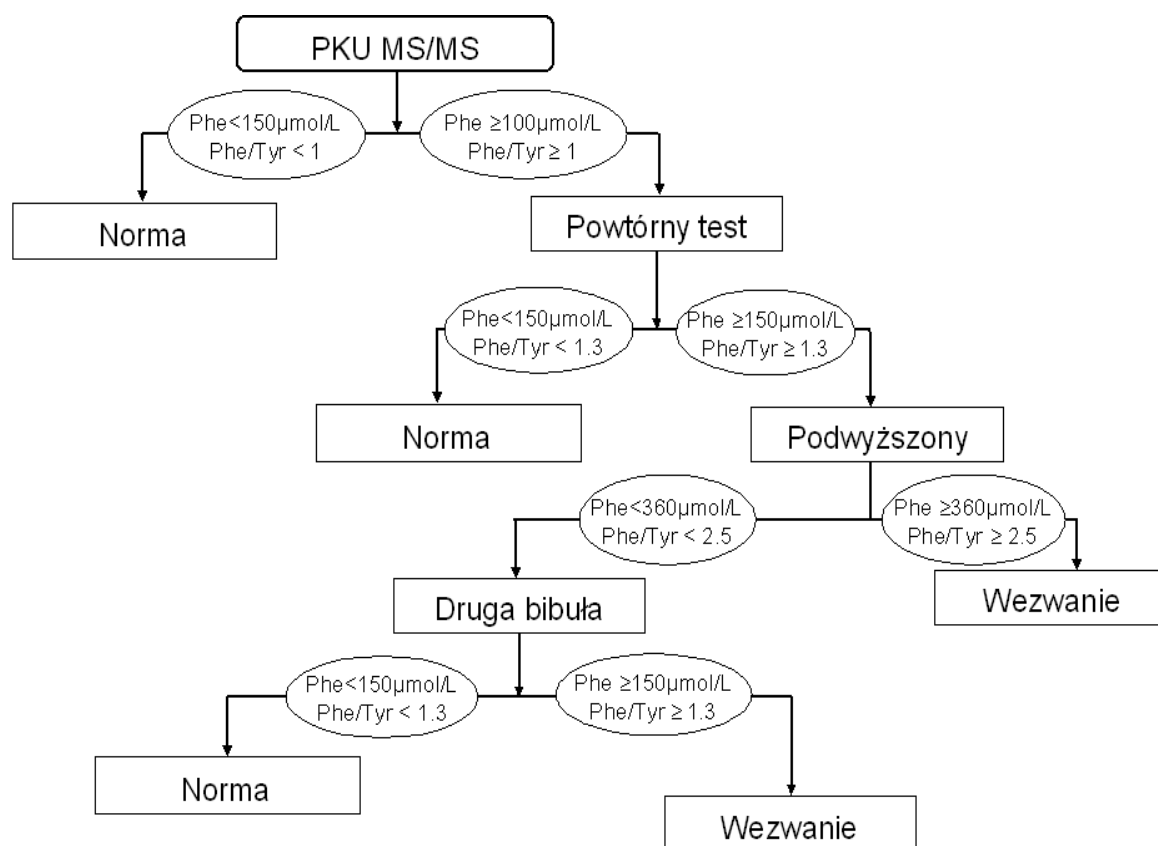 PKU MS/MS
Phe<150µmol/L
Phe/Tyr < 1
Phe ≥100µmol/L
Phe/Tyr ≥ 1
Norma
Powtórny test
Phe<150µmol/L
Phe/Tyr < 1.3
Phe ≥150µmol/L
Phe/Tyr ≥ 1.3
Norma
Podwyższony
Phe<360µmol/L
Phe/Tyr < 2.5
Phe ≥360µmol/L
Phe/Tyr ≥ 2.5
Druga bibuła
Wezwanie
Phe<150µmol/L
Phe/Tyr < 1.3
Phe ≥150µmol/L
Phe/Tyr ≥ 1.3
Norma
Wezwanie